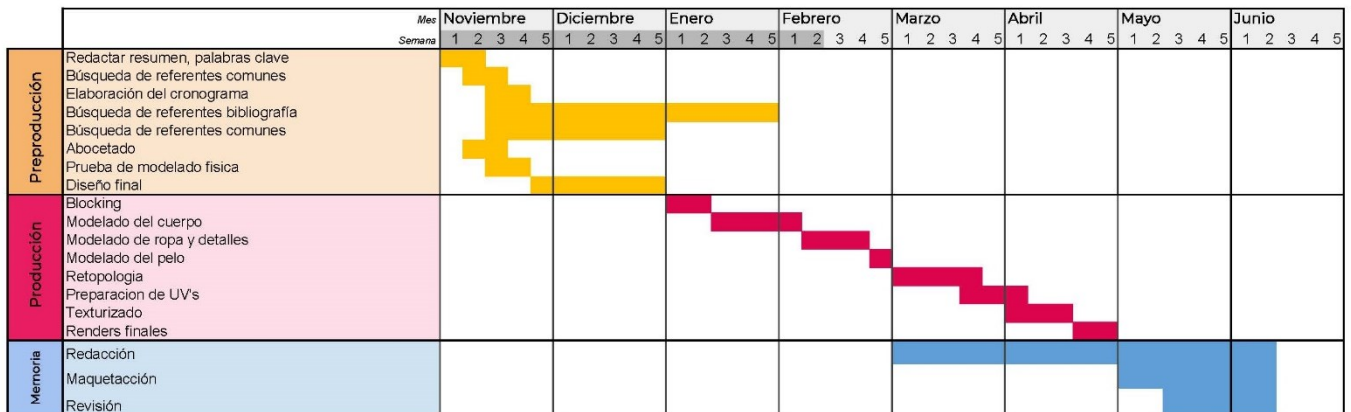 Mes Noviembre Diciembre Enero Febrero Marzo Abril Mayo Junio
Semana 1 2 3 4 5 1 2 3 4 5 1 2 3 4 5 1 2 3 4 5 1 2 3 4 5 1 2 3 4 5 1 2 3 4 5 1 2 3 4 5
Preproducción
Redactar resumen, palabras clave
Búsqueda de referentes comunes
Elaboración del cronograma
Búsqueda de referentes bibliografía
Búsqueda de referentes comunes
Abocetado
Prueba de modelado fisica
Diseño final
Producción
Blocking
Modelado del cuerpo
Modelado de ropa y detalles
Modelado del pelo
Retopologia
Preparacion de UV's
Texturizado
Renders finales
Memoria
Redacción
Maquetacción
Revisión